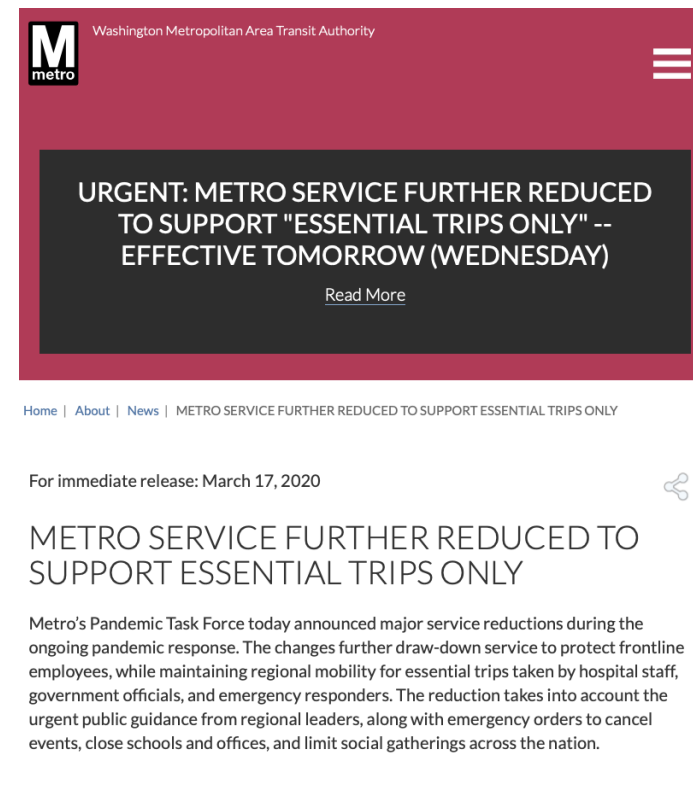 M
metro
Washington Metropolitan Area Transit Authority
URGENT: METRO SERVICE FURTHER REDUCED
TO SUPPORT "ESSENTIAL TRIPS ONLY" --
EFFECTIVE TOMORROW (WEDNESDAY)
Read More
Home | About | News | METRO SERVICE FURTHER REDUCED TO SUPPORT ESSENTIAL TRIPS ONLY
For immediate release: March 17, 2020
METRO SERVICE FURTHER REDUCED TO
SUPPORT ESSENTIAL TRIPS ONLY
Metro’s Pandemic Task Force today announced major service reductions during the
ongoing pandemic response. The changes further draw-down service to protect frontline
employees, while maintaining regional mobility for essential trips taken by hospital staff,
government officials, and emergency responders. The reduction takes into account the
urgent public guidance from regional leaders, along with emergency orders to cancel
events, close schools and offices, and limit social gatherings across the nation.